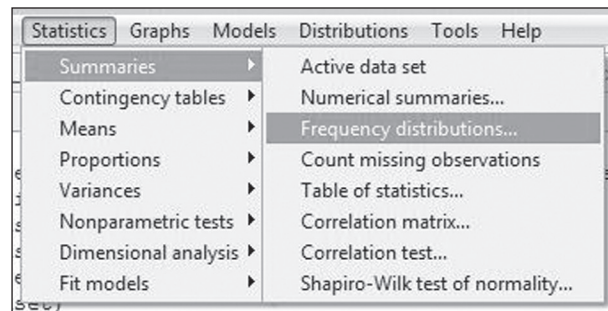 Statistics Graphs Models Distributions Tools Help
Summaries
Contingency tables
Means
Proportions
Variances
Nonparametric tests
Dimensional analysis
Fit models
Active data set
Numerical summaries...
Frequency distributions...
Count missing observations
Table of statistics...
Correlation matrix...
Correlation test...
Shapiro-Wilk test of normality...
set)